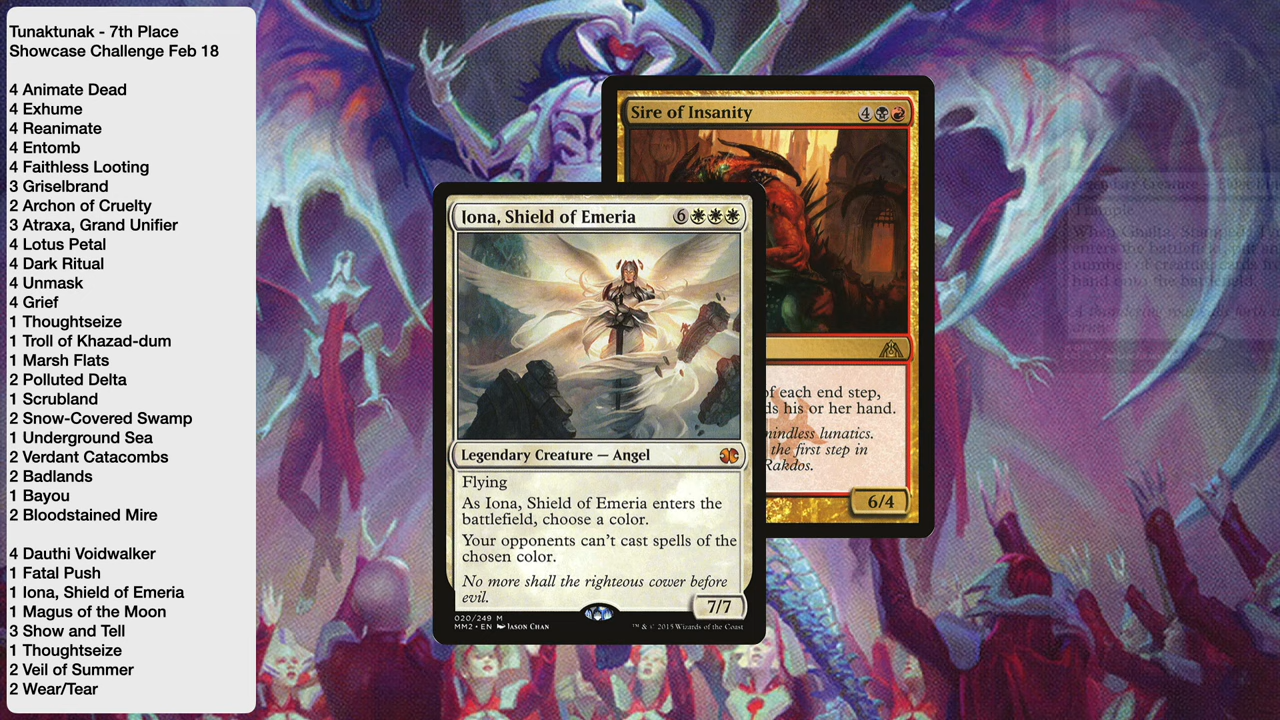 Tunaktunak - 7th Place
Showcase Challenge Feb 18
4 Animate Dead
4 Exhume
4 Reanimate
4 Entomb
4 Faithless Looting
3 Griselbrand
2 Archon of Cruelty
3 Atraxa, Grand Unifier
4 Lotus Petal
4 Dark Ritual
4 Unmask
4 Grief
1 Thoughtseize
1 Troll of Khazad-dum
1 Marsh Flats
2 Polluted Delta
1 Scrubland
2 Snow-Covered Swamp
1 Underground Sea
2 Verdant Catacombs
2 Badlands
1 Bayou
2 Bloodstained Mire
4 Dauthi Voidwalker
1 Fatal Push
1 Iona, Shield of Emeria
1 Magus of the Moon
3 Show and Tell
1 Thoughtseize
2 Veil of Summer
2 Wear/Tear
Iona, Shield of Emeria 6
Legendary Creature — Angel
Flying
As Iona, Shield of Emeria enters the
battlefield, choose a color.
Your opponents can't cast spells of the
chosen color.
No more shall the righteous cower before
evil.
7/7
020/249 M
MM2 • EN Jason Chan
™ & © 2015 Wizards of the Coast
Sire of Insanity 4
of each end step,
ds his or her hand.
mindless lunatics.
the first step in
Rakdos.
6/4